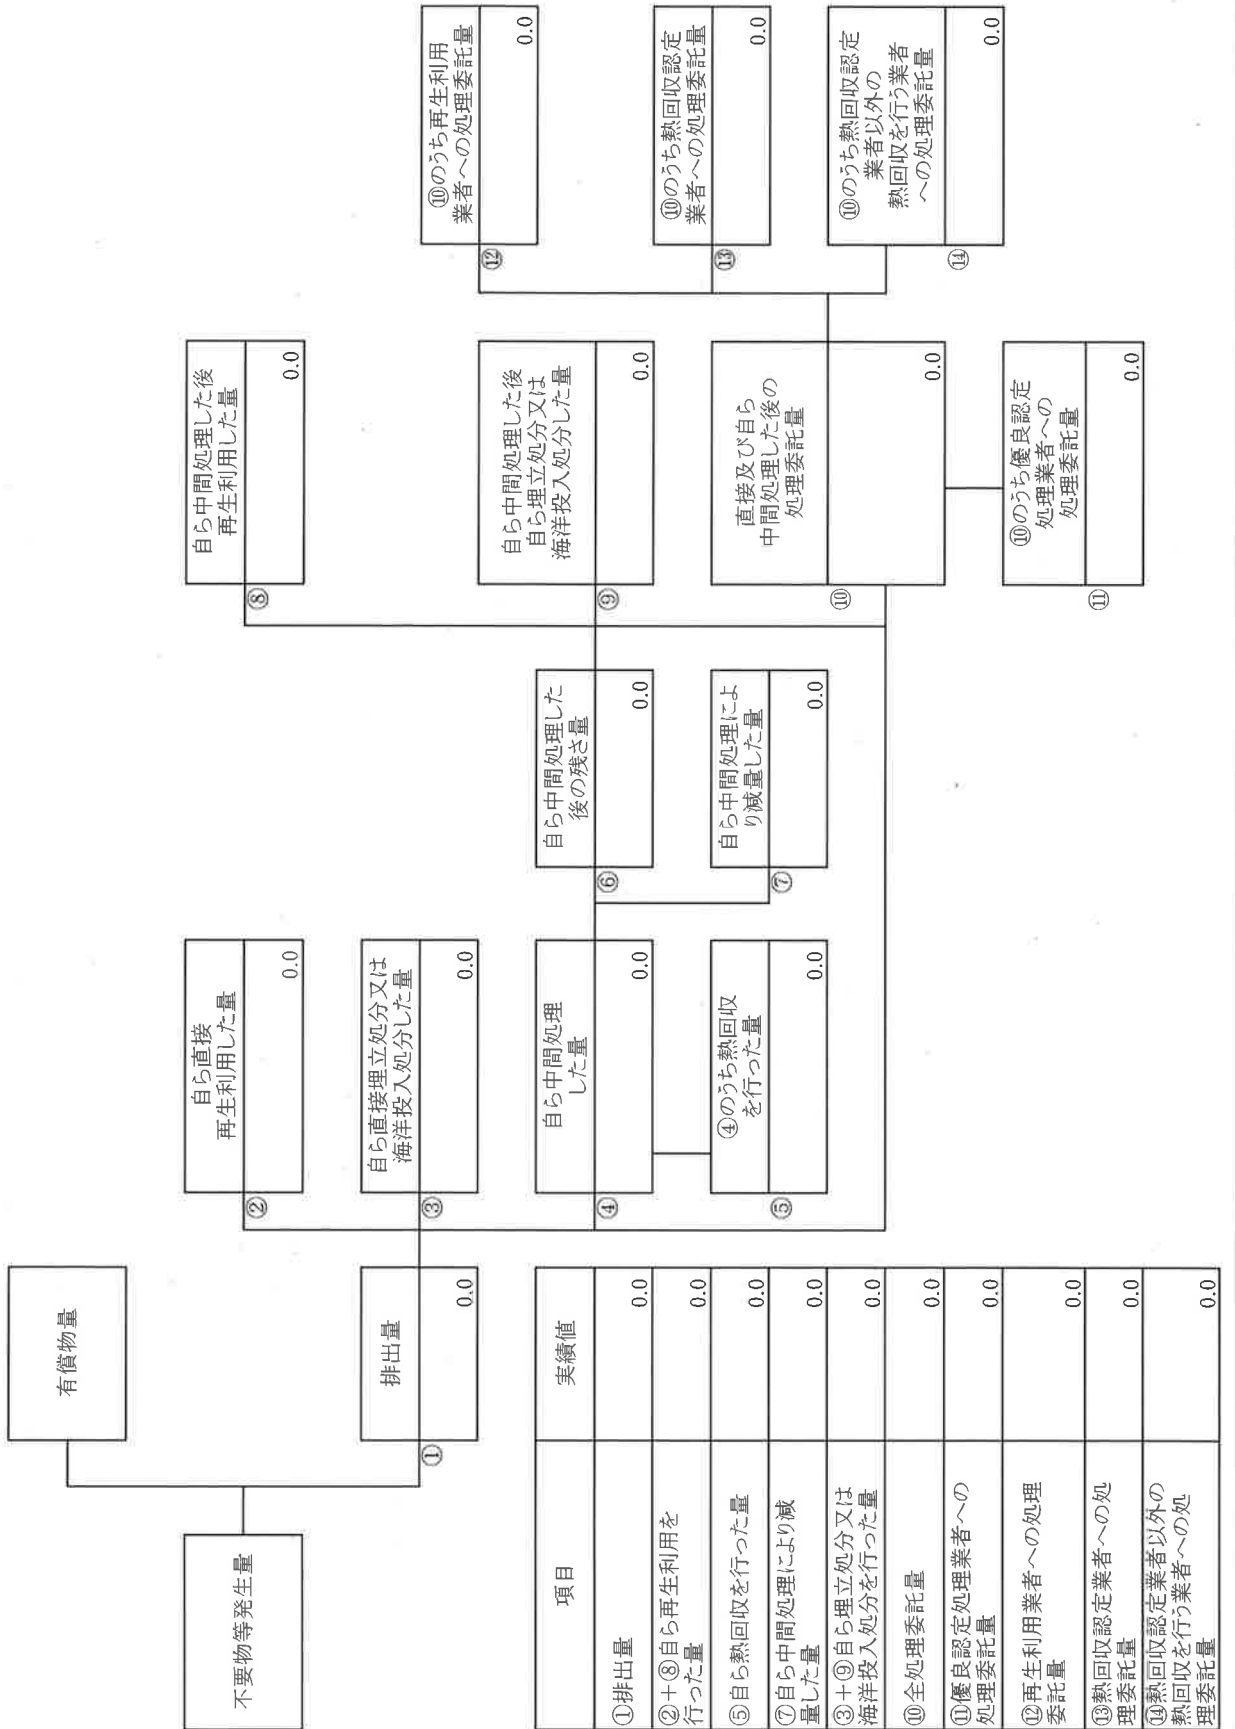 有償物量
不要物等発生量
排出量
①
0.0
自ら直接
再生利用した量
②
0.0
自ら直接埋立処分又は
海洋投入処分した量
③
0.0
自ら中間処理
した量
④
0.0
④のうち熱回収
を行った量
⑤
0.0
自ら中間処理した
後の残さ量
⑥
0.0
自ら中間処理によ
り減量した量
⑦
0.0
自ら中間処理した後
再生利用した量
⑧
0.0
自ら中間処理した後
自ら埋立処分又は
海洋投入処分した量
⑨
0.0
直接及び自ら
中間処理した後の
処理委託量
⑩
0.0
⑩のうち優良認定
処理業者への
処理委託量
⑪
0.0
⑩のうち再生利用
業者への処理委託量
⑫
0.0
⑩のうち熱回収認定
業者への処理委託量
⑬
0.0
⑩のうち熱回収認定
業者以外の
熱回収を行う業者
への処理委託量
⑭
0.0
項目 実績値
①排出量 0.0
②+⑧自ら再生利用を
行った量 0.0
⑤自ら熱回収を行った量 0.0
⑦自ら中間処理により減
量した量 0.0
③+⑨自ら埋立処分又は
海洋投入処分を行った量 0.0
⑩全処理委託量 0.0
⑪優良認定処理業者への
処理委託量 0.0
⑫再生利用業者への処理
委託量 0.0
⑬熱回収認定業者への処
理委託量 0.0
⑭熱回収認定業者以外の
熱回収を行う業者への処
理委託量 0.0